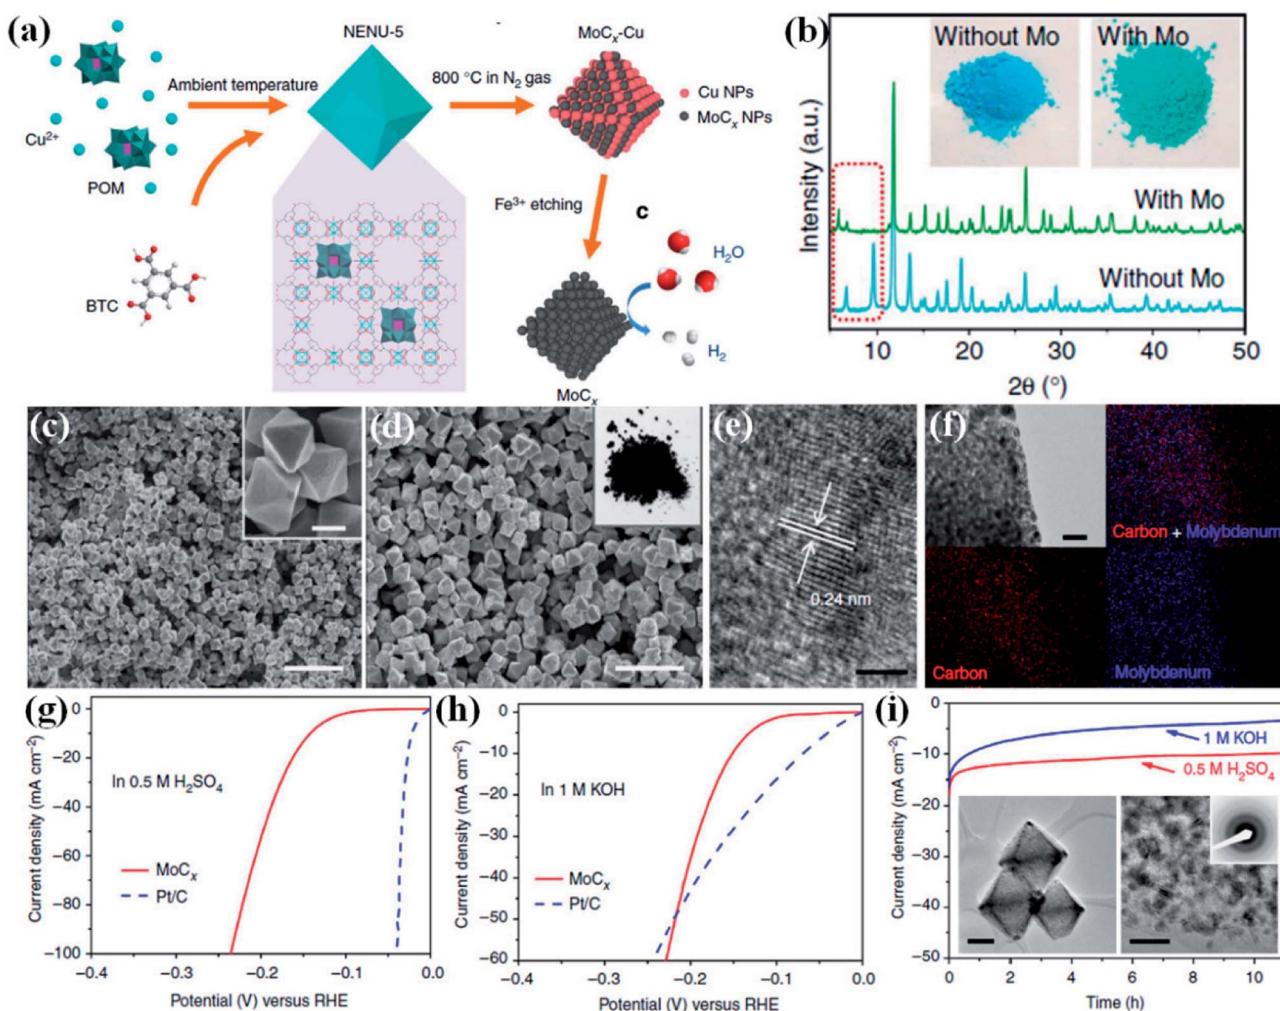 (a)
NENU-5
MoCₓ-Cu
Ambient temperature
800 °C in N₂ gas
Cu NPs
MoCₓ NPs
Cu²⁺
POM
Fe³⁺ etching
c
H₂O
BTC
H₂
MoCₓ
(b)
Without Mo
With Mo
Intensity (a.u.)
With Mo
Without Mo
10
20
30
40
50
2θ (°)
(c)
(d)
(e)
0.24 nm
(f)
Carbon + Molybdenum
Carbon
Molybdenum
(g)
Current density (mA cm⁻²)
0
−20
−40
−60
−80
−100
In 0.5 M H₂SO₄
MoCₓ
Pt/C
−0.4
−0.3
−0.2
−0.1
0.0
Potential (V) versus RHE
(h)
Current density (mA cm⁻²)
0
−10
−20
−30
−40
−50
−60
In 1 M KOH
MoCₓ
Pt/C
−0.4
−0.3
−0.2
−0.1
0.0
Potential (V) versus RHE
(i)
Current density (mA cm⁻²)
0
−10
−20
−30
−40
−50
1 M KOH
0.5 M H₂SO₄
0
2
4
6
8
10
Time (h)